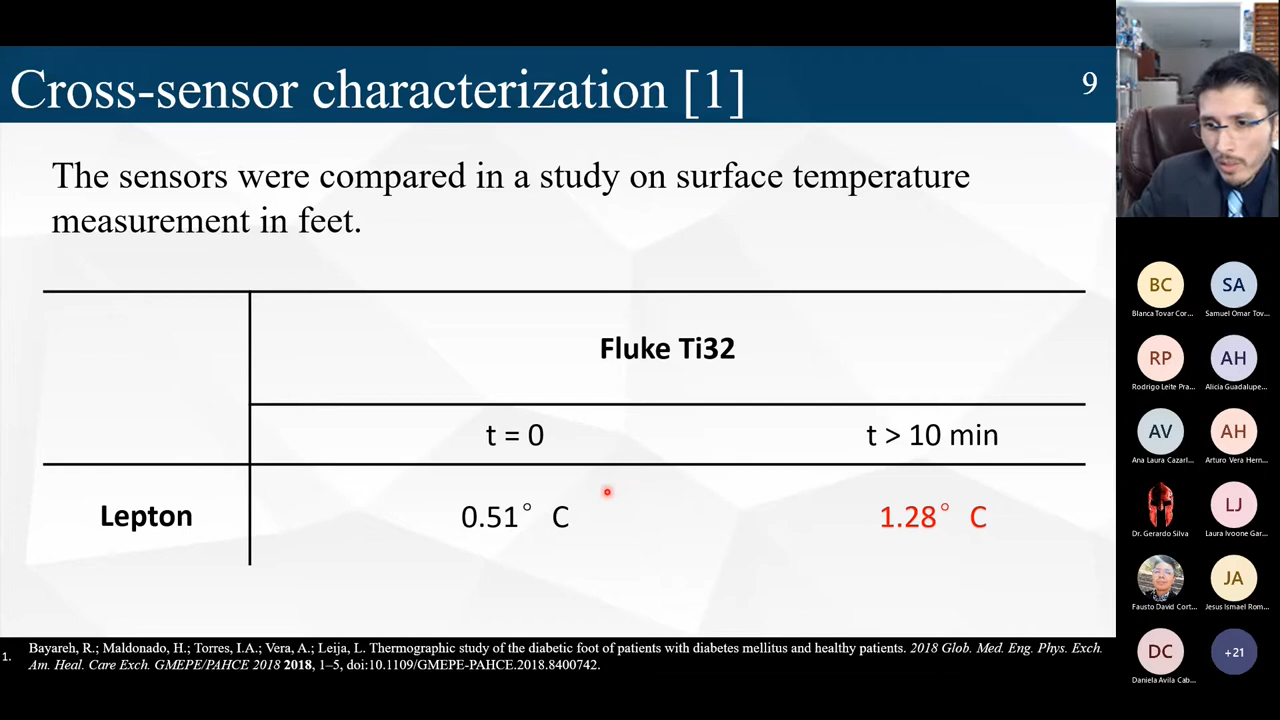 Cross-sensor characterization [1]
9
The sensors were compared in a study on surface temperature
measurement in feet.
Fluke Ti32
t = 0
t > 10 min
Lepton
0.51° C
1.28° C
1. Bayareh, R.; Maldonado, H.; Torres, I.A.; Vera, A.; Leija, L. Thermographic study of the diabetic foot of patients with diabetes mellitus and healthy patients. 2018 Glob. Med. Eng. Phys. Exch.
Am. Heal. Care Exch. GMEPE/PAHCE 2018 2018, 1–5, doi:10.1109/GMEPE-PAHCE.2018.8400742.
BC
SA
Blanca Tovar Cor...
Samuel Omar Tov...
RP
AH
Rodrigo Leite Pra...
Alicia Guadalupe...
AV
AH
Ana Laura Cazarl...
Arturo Vera Hern...
LJ
Dr. Gerardo Silva
Laura Ivoone Gar...
JA
Fausto David Cort...
Jesus Ismael Rom...
DC
+21
Daniela Avila Cab...